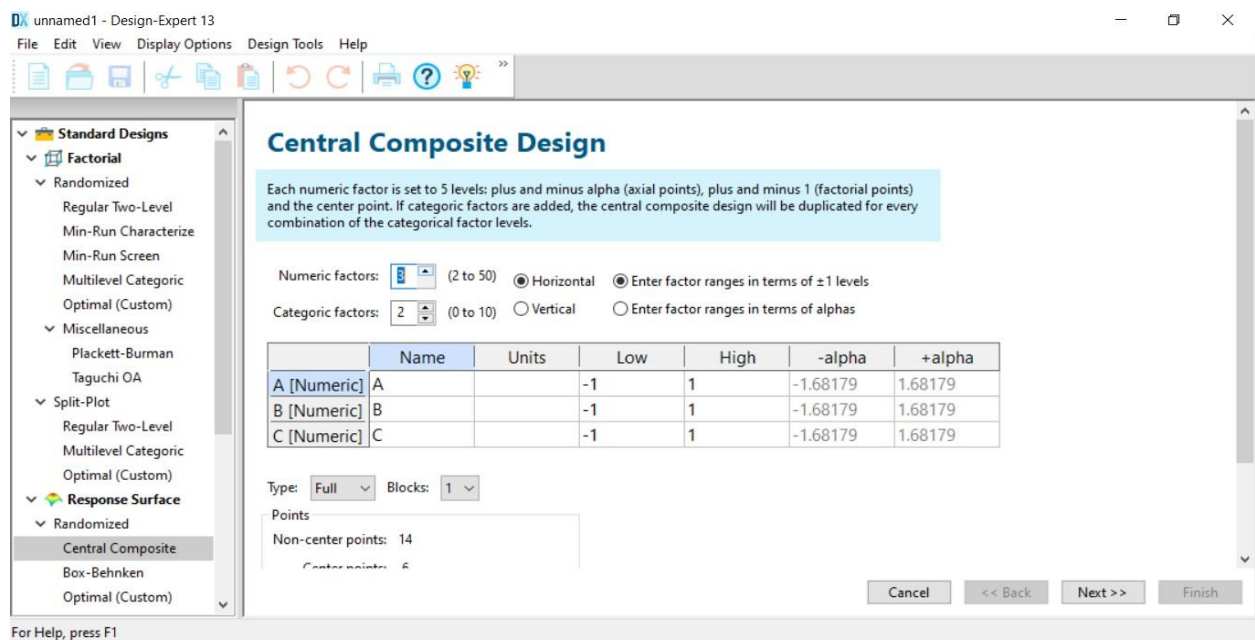 DX unnamed1 - Design-Expert 13
File Edit View Display Options Design Tools Help
»
Standard Designs
Factorial
Randomized
Regular Two-Level
Min-Run Characterize
Min-Run Screen
Multilevel Categoric
Optimal (Custom)
Miscellaneous
Plackett-Burman
Taguchi OA
Split-Plot
Regular Two-Level
Multilevel Categoric
Optimal (Custom)
Response Surface
Randomized
Central Composite
Box-Behnken
Optimal (Custom)
Central Composite Design
Each numeric factor is set to 5 levels: plus and minus alpha (axial points), plus and minus 1 (factorial points)
and the center point. If categoric factors are added, the central composite design will be duplicated for every
combination of the categorical factor levels.
Numeric factors: 3 (2 to 50) Horizontal Enter factor ranges in terms of ±1 levels
Categoric factors: 2 (0 to 10) Vertical Enter factor ranges in terms of alphas
Name Units Low High -alpha +alpha
A [Numeric] A -1 1 -1.68179 1.68179
B [Numeric] B -1 1 -1.68179 1.68179
C [Numeric] C -1 1 -1.68179 1.68179
Type: Full Blocks: 1
Points
Non-center points: 14
Center points: 6
Cancel << Back Next >> Finish
For Help, press F1